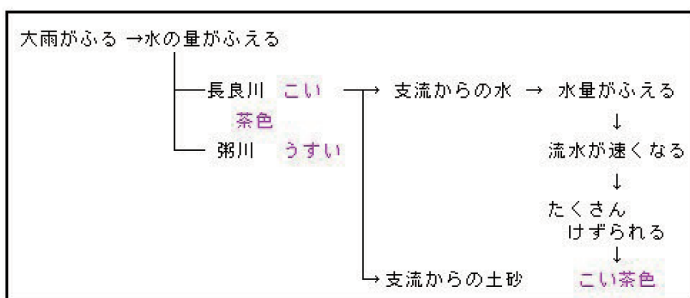 大雨がふる →水の量がふえる
長良川 こい → 支流からの水 → 水量がふえる
茶色 ↓
粥川 うすい 流水が速くなる
↓
たくさん
けずられる
↓
→支流からの土砂 こい茶色